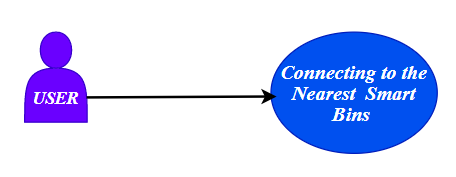 USER
Connecting to the
Nearest Smart
Bins